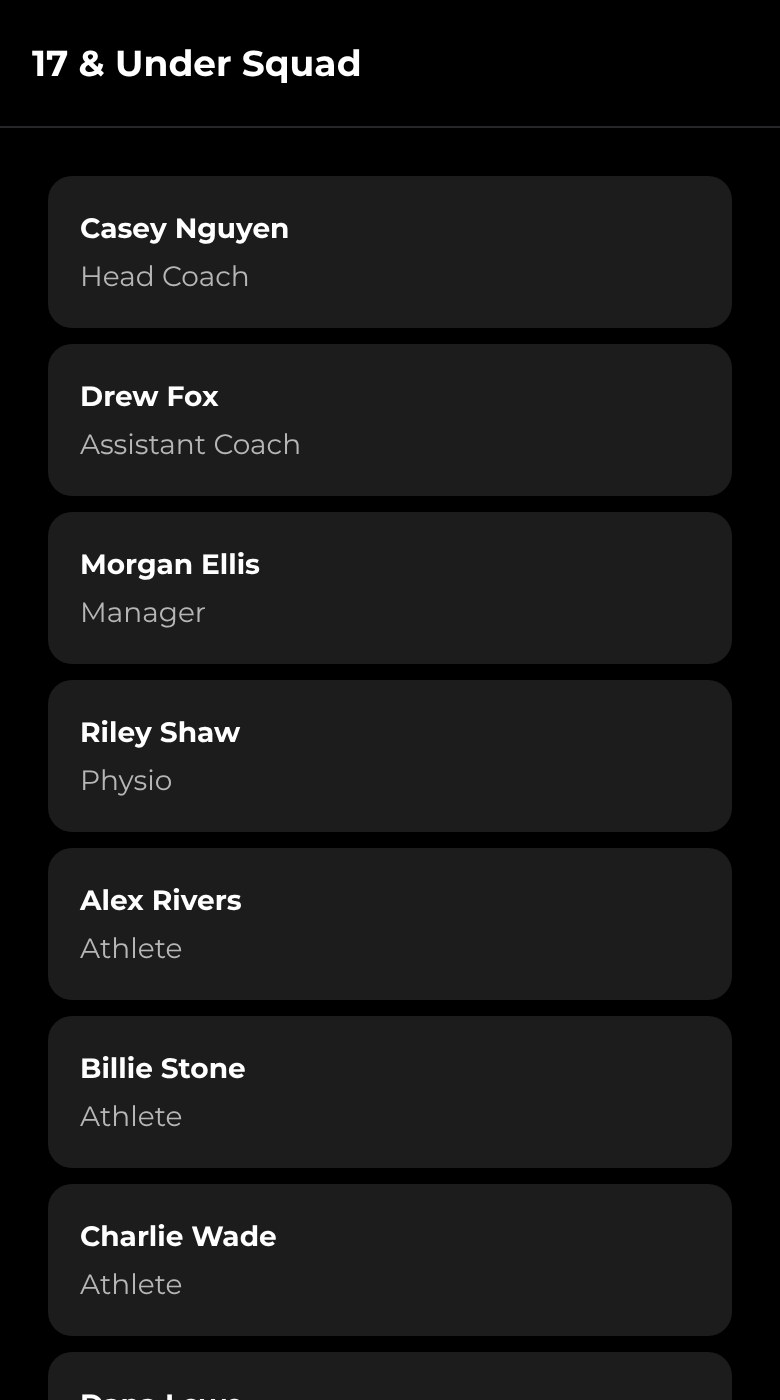 17 & Under Squad
Casey Nguyen
Head Coach
Drew Fox
Assistant Coach
Morgan Ellis
Manager
Riley Shaw
Physio
Alex Rivers
Athlete
Billie Stone
Athlete
Charlie Wade
Athlete